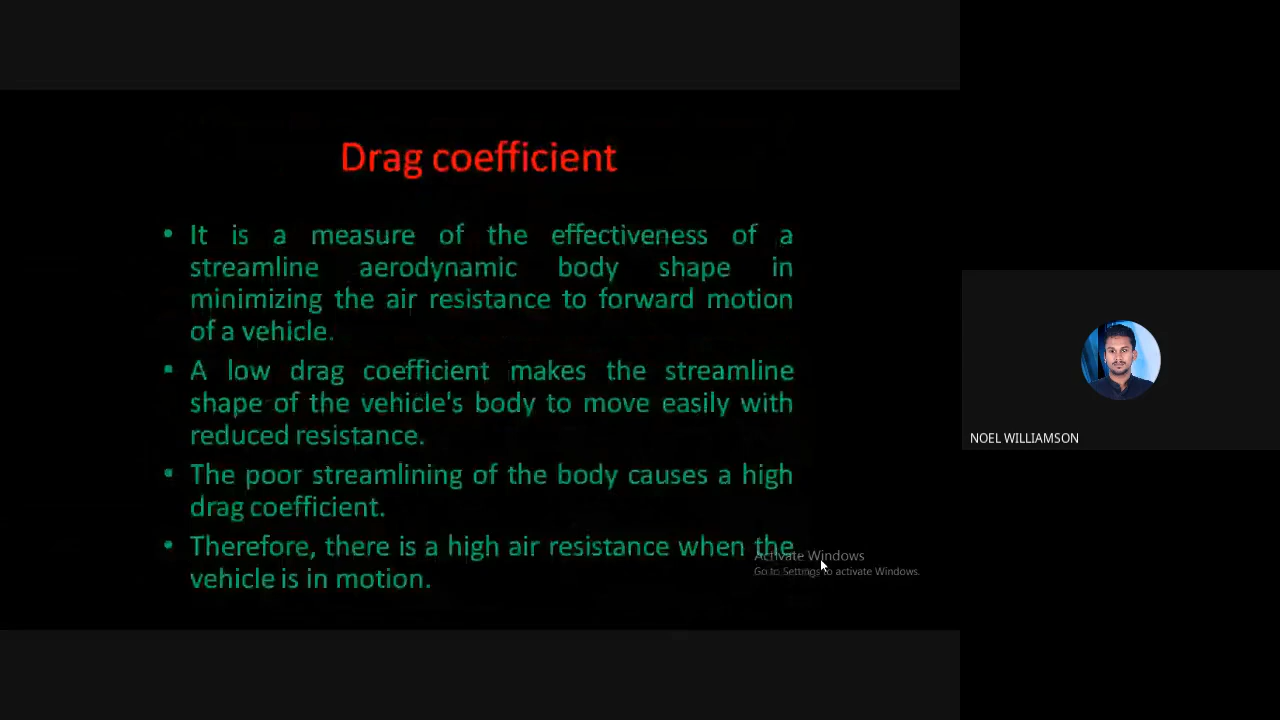 Drag coefficient
• It is a measure of the effectiveness of a
streamline aerodynamic body shape in
minimizing the air resistance to forward motion
of a vehicle.
• A low drag coefficient makes the streamline
shape of the vehicle's body to move easily with
reduced resistance.
• The poor streamlining of the body causes a high
drag coefficient.
• Therefore, there is a high air resistance when the
vehicle is in motion.
Activate Windows
Go to Settings to activate Windows.
NOEL WILLIAMSON